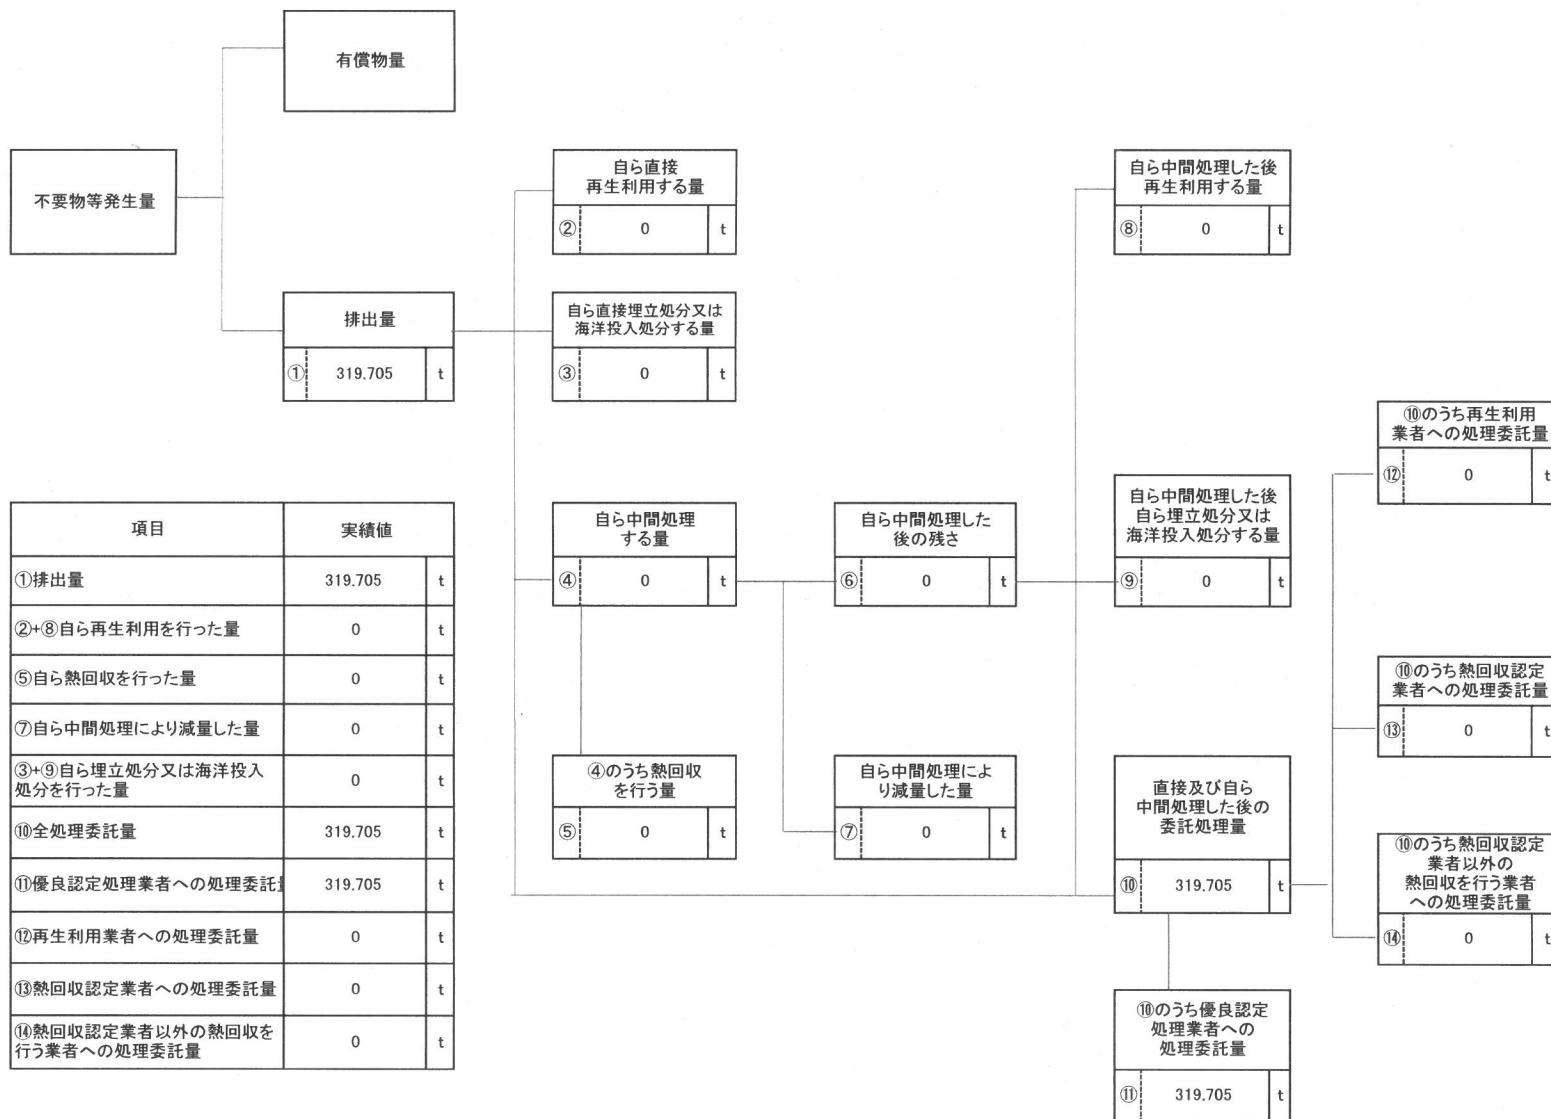 有償物量
不要物等発生量
排出量
① 319.705 t
自ら直接
再生利用する量
② 0 t
自ら直接埋立処分又は
海洋投入処分する量
③ 0 t
自ら中間処理した後
再生利用する量
⑧ 0 t
⑩のうち再生利用
業者への処理委託量
⑫ 0 t
自ら中間処理
する量
④ 0 t
自ら中間処理した
後の残さ
⑥ 0 t
自ら中間処理した後
自ら埋立処分又は
海洋投入処分する量
⑨ 0 t
⑩のうち熱回収認定
業者への処理委託量
⑬ 0 t
④のうち熱回収
を行う量
⑤ 0 t
自ら中間処理によ
り減量した量
⑦ 0 t
直接及び自ら
中間処理した後の
委託処理量
⑩ 319.705 t
⑩のうち熱回収認定
業者以外の
熱回収を行う業者
への処理委託量
⑭ 0 t
⑩のうち優良認定
処理業者への
処理委託量
⑪ 319.705 t
項目 実績値
①排出量 319.705 t
②+⑧自ら再生利用を行った量 0 t
⑤自ら熱回収を行った量 0 t
⑦自ら中間処理により減量した量 0 t
③+⑨自ら埋立処分又は海洋投入
処分を行った量 0 t
⑩全処理委託量 319.705 t
⑪優良認定処理業者への処理委託 319.705 t
⑫再生利用業者への処理委託量 0 t
⑬熱回収認定業者への処理委託量 0 t
⑭熱回収認定業者以外の熱回収を
行う業者への処理委託量 0 t